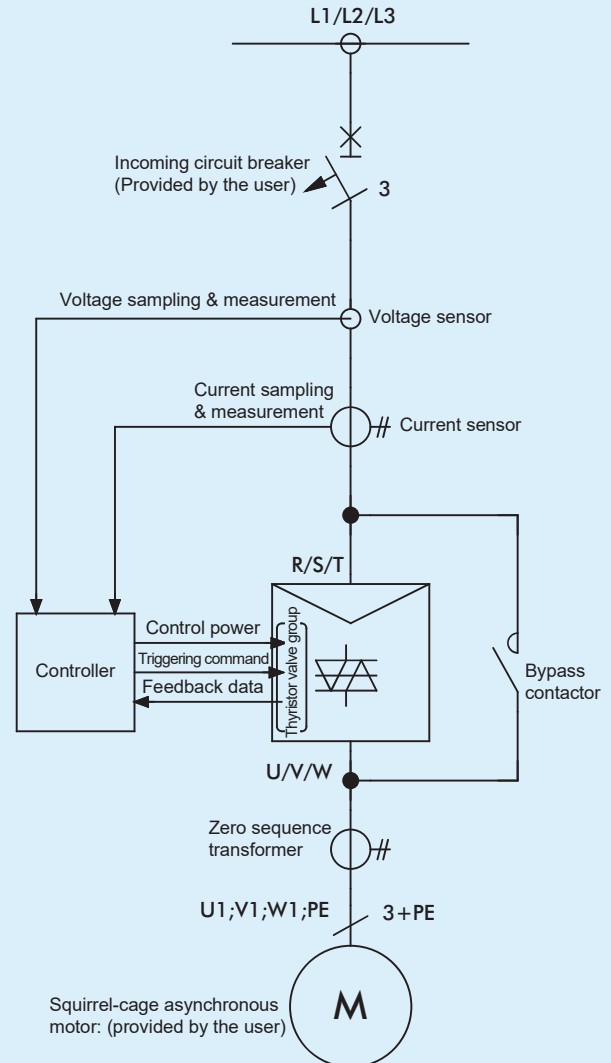 L1/L2/L3
Incoming circuit breaker
(Provided by the user)
3
Voltage sampling & measurement
Voltage sensor
Current sampling
& measurement
Current sensor
R/S/T
Controller
Control power
Triggering command
Feedback data
Thyristor valve group
Bypass
contactor
U/V/W
Zero sequence
transformer
U1;V1;W1;PE
3+PE
M
Squirrel-cage asynchronous
motor: (provided by the user)